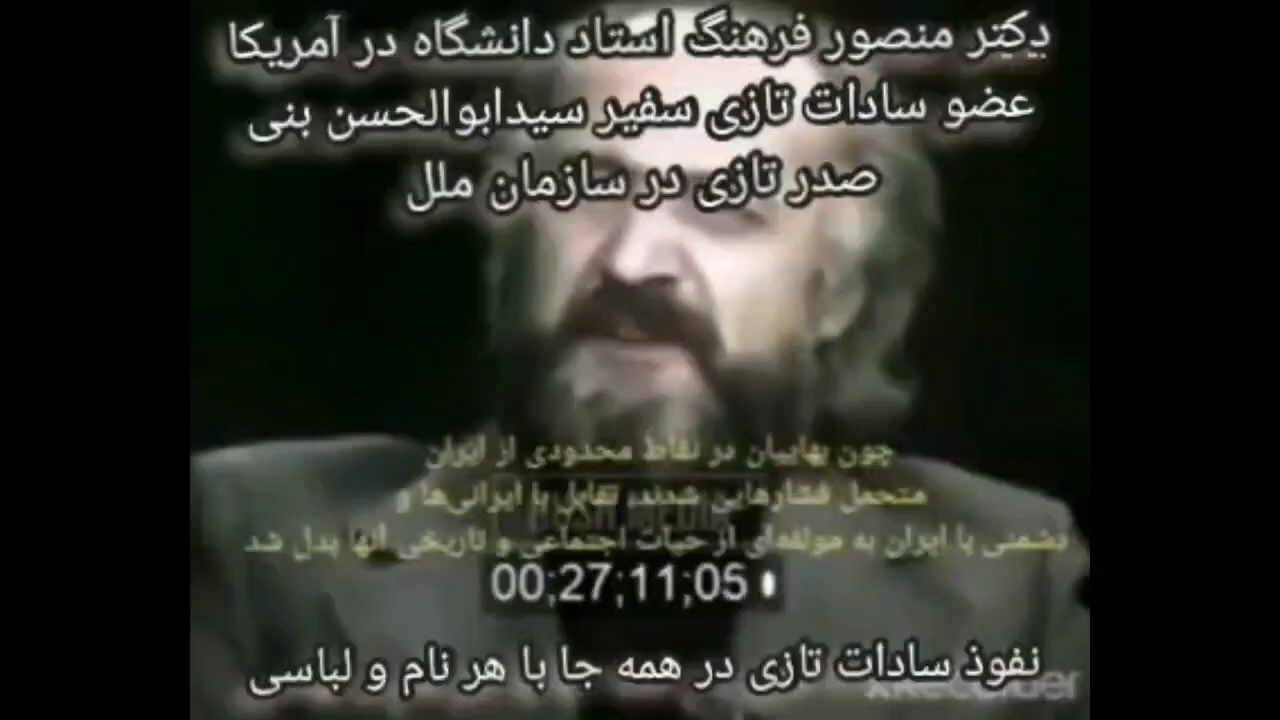 دکتر منصور فرهنگ استاد دانشگاه در آمریکا
عضو سادات تازی سفیر سیدابوالحسن بنی
صدر تازی در سازمان ملل
چون بهاییان در نقاط محدودی از ایران
متحمل فشارهایی شدند، تقابل با ایرانی‌ها و
دشمنی با ایران به مولفه‌ای از حیات اجتماعی و تاریخی آنها بدل شد
00;27;11;05
نفوذ سادات تازی در همه جا با هر نام و لباسی